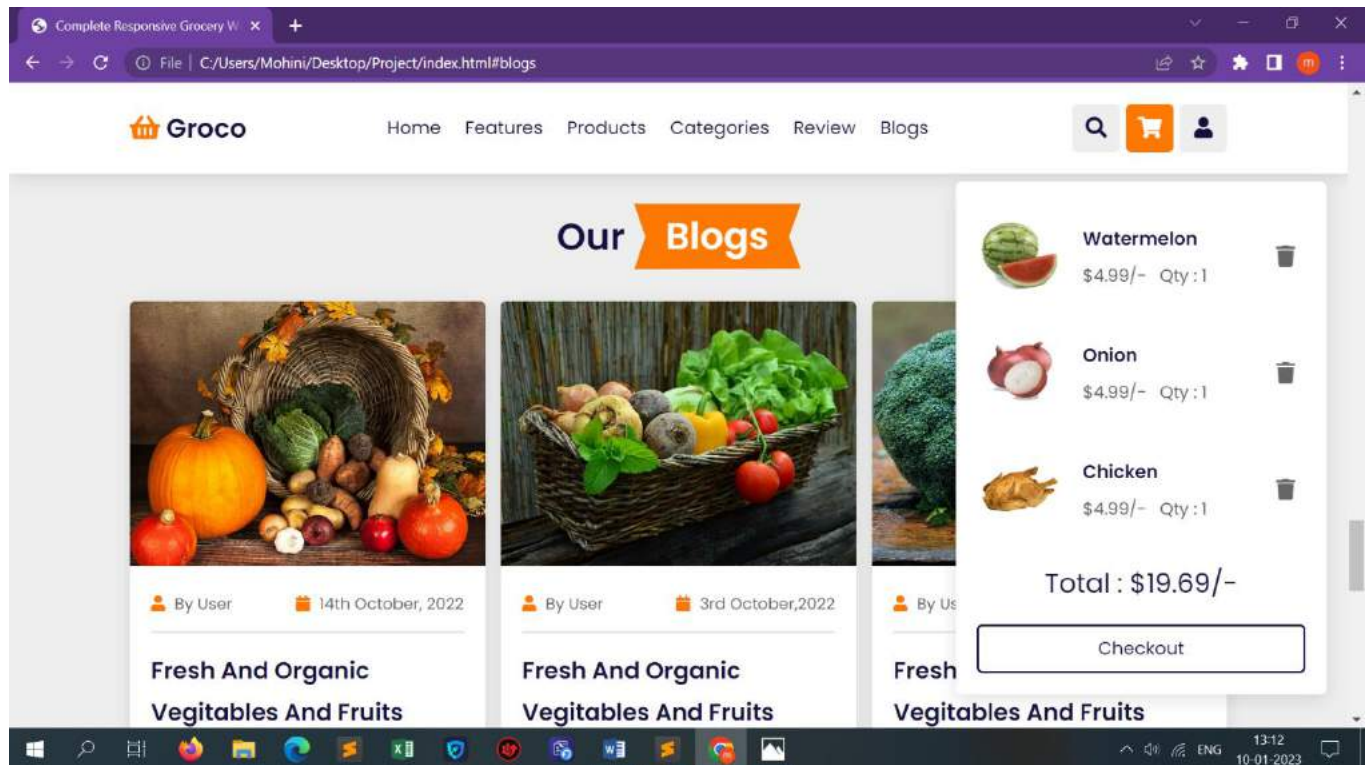 Complete Responsive Grocery W
File | C:/Users/Mohini/Desktop/Project/index.html#blogs
m
Groco
Home Features Products Categories Review Blogs
Our Blogs
Watermelon
$4.99/- Qty : 1
Onion
$4.99/- Qty : 1
Chicken
$4.99/- Qty : 1
Total : $19.69/-
Checkout
By User 14th October, 2022
By User 3rd October,2022
By Us
Fresh And Organic
Vegitables And Fruits
Fresh And Organic
Vegitables And Fruits
Fresh
Vegitables And Fruits
ENG
13:12
10-01-2023